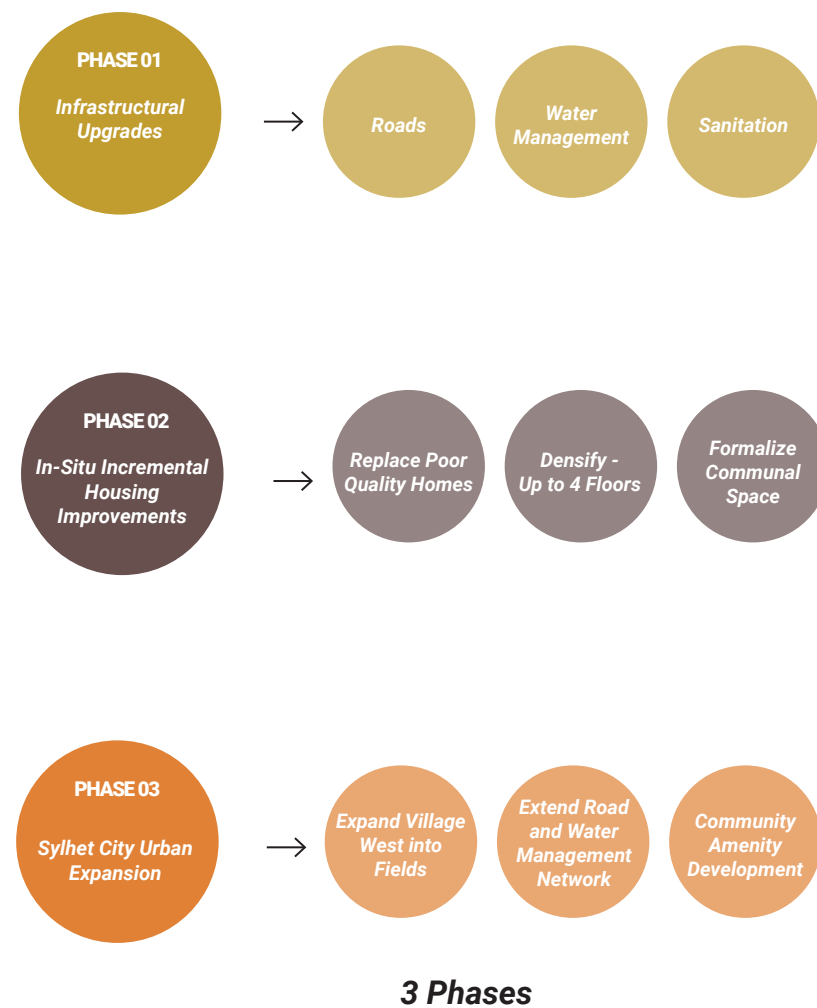 PHASE 01
Infrastructural
Upgrades
Roads
Water
Management
Sanitation
PHASE 02
In-Situ Incremental
Housing
Improvements
Replace Poor
Quality Homes
Densify -
Up to 4 Floors
Formalize
Communal
Space
PHASE 03
Sylhet City Urban
Expansion
Expand Village
West into
Fields
Extend Road
and Water
Management
Network
Community
Amenity
Development
3 Phases